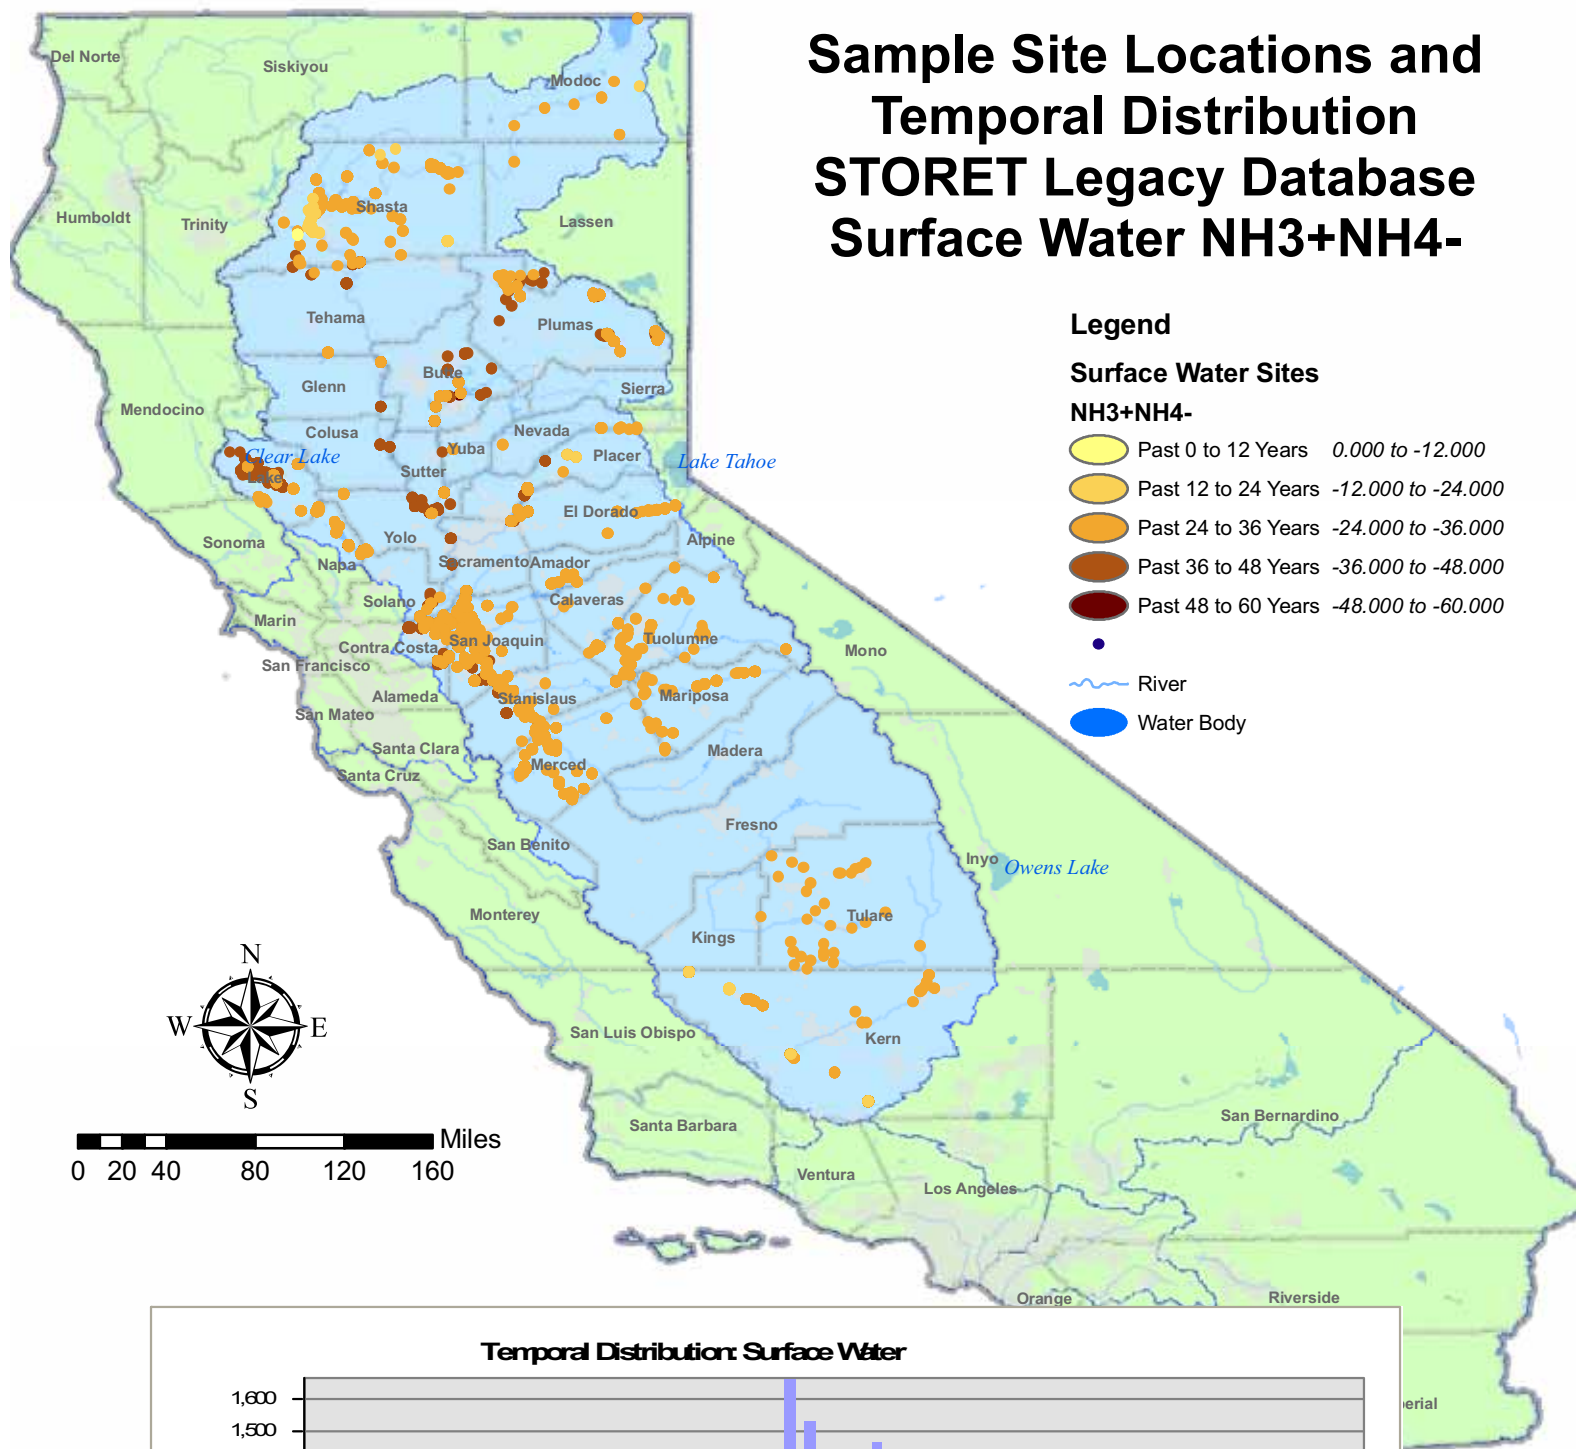 Sample Site Locations and
Temporal Distribution
STORET Legacy Database
Surface Water NH3+NH4-
Legend
Surface Water Sites
NH3+NH4-
Past 0 to 12 Years 0.000 to -12.000
Past 12 to 24 Years -12.000 to -24.000
Past 24 to 36 Years -24.000 to -36.000
Past 36 to 48 Years -36.000 to -48.000
Past 48 to 60 Years -48.000 to -60.000
River
Water Body
Del Norte
Siskiyou
Modoc
Humboldt
Trinity
Shasta
Lassen
Tehama
Plumas
Glenn
Butte
Sierra
Mendocino
Colusa
Nevada
Yuba
Placer
Clear Lake
Lake
Sutter
Lake Tahoe
El Dorado
Sonoma
Yolo
Alpine
Napa
Sacramento
Amador
Solano
Calaveras
Marin
Contra Costa
San Joaquin
Tuolumne
Mono
San Francisco
Alameda
Stanislaus
Mariposa
San Mateo
Santa Clara
Madera
Santa Cruz
Merced
Fresno
San Benito
Inyo
Owens Lake
Monterey
Kings
Tulare
San Luis Obispo
Kern
Santa Barbara
San Bernardino
Ventura
Los Angeles
Orange
Riverside
perial
N
W
E
S
Miles
0 20 40 80 120 160
Temporal Distribution: Surface Water
1,600
1,500